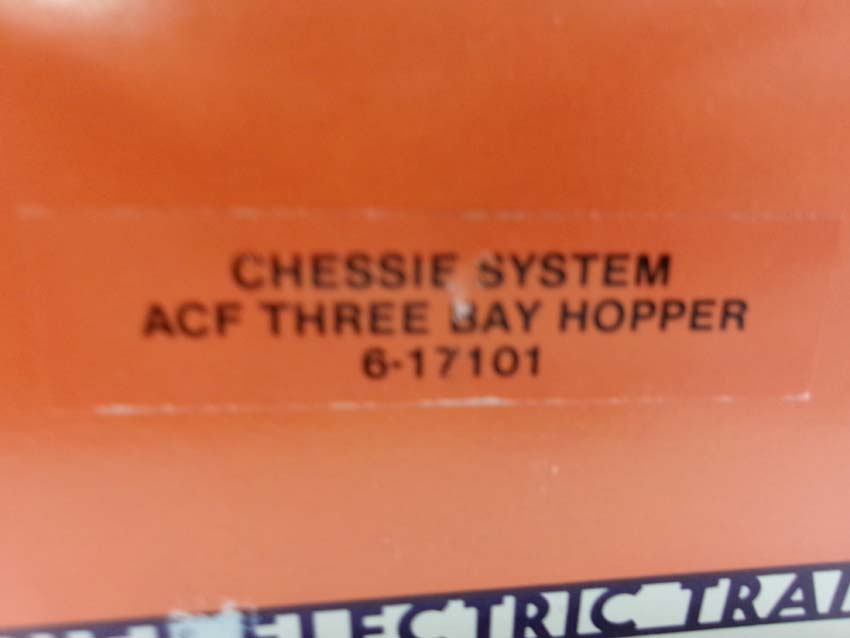 CHESSIE SYSTEM
ACF THREE BAY HOPPER
6-17101
ELECTRIC